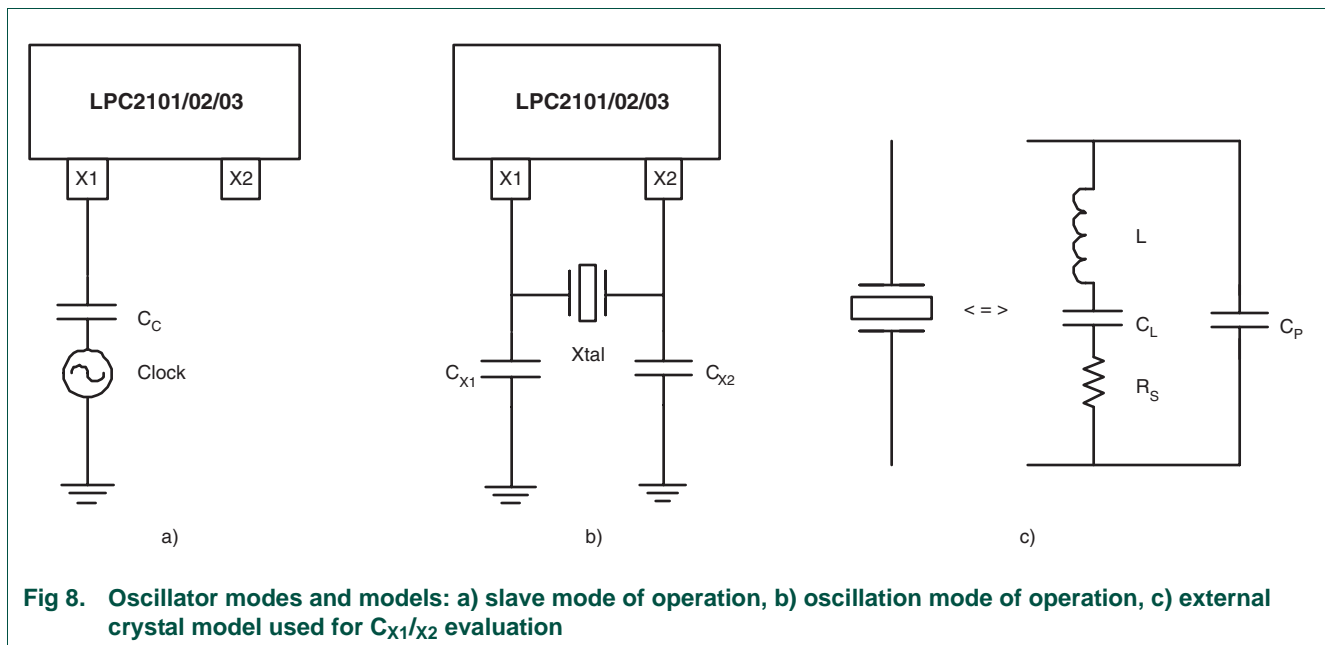 LPC2101/02/03
X1
X2
C_C
Clock
a)
LPC2101/02/03
X1
X2
Xtal
C_X1
C_X2
b)
< = >
L
C_L
R_S
C_P
c)
Fig 8. Oscillator modes and models: a) slave mode of operation, b) oscillation mode of operation, c) external
crystal model used for C_X1/X2 evaluation